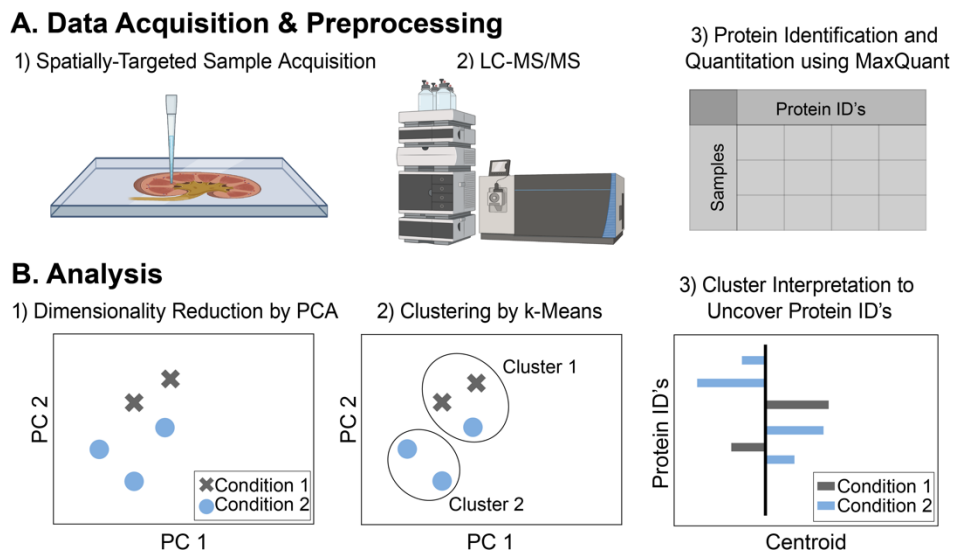 A. Data Acquisition & Preprocessing
1) Spatially-Targeted Sample Acquisition
2) LC-MS/MS
3) Protein Identification and
Quantitation using MaxQuant
Protein ID's
Samples
B. Analysis
1) Dimensionality Reduction by PCA
PC 2
Condition 1
Condition 2
PC 1
2) Clustering by k-Means
PC 2
Cluster 1
Cluster 2
PC 1
3) Cluster Interpretation to
Uncover Protein ID's
Protein ID's
Condition 1
Condition 2
Centroid